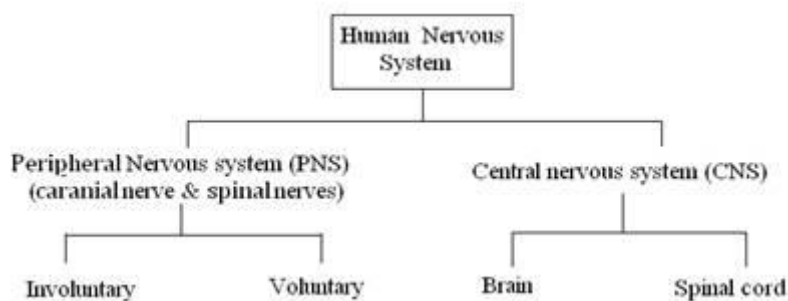 Human Nervous
System
Peripheral Nervous system (PNS)
(caranial nerve & spinal nerves)
Central nervous system (CNS)
Involuntary
Voluntary
Brain
Spinal cord